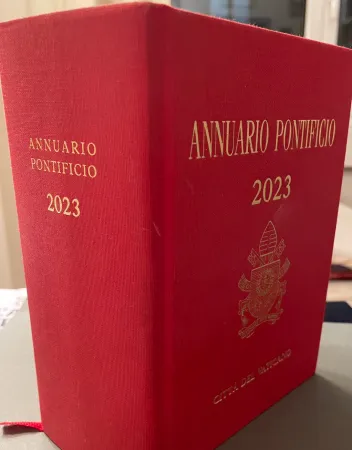 ANNUARIO
PONTIFICIO
2023
ANNUARIO PONTIFICIO
2023
CITTÀ DEL VATICANO